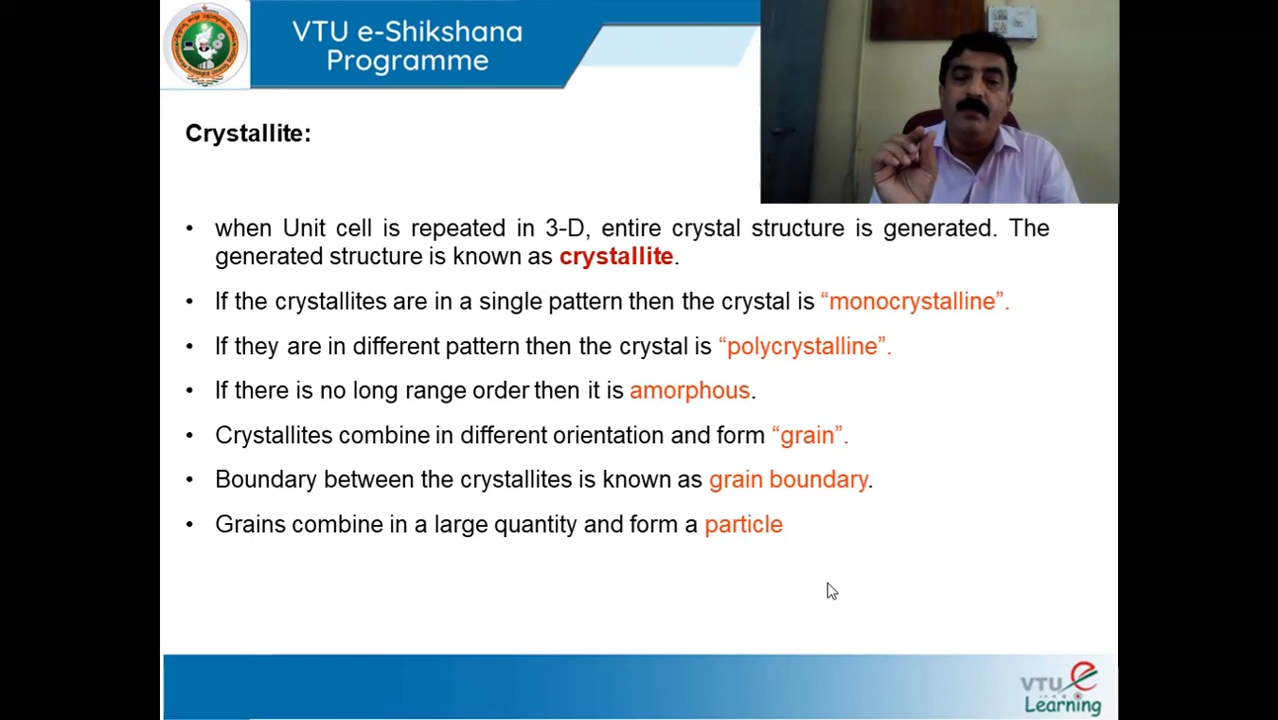 VTU e-Shikshana
Programme
Crystallite:
• when Unit cell is repeated in 3-D, entire crystal structure is generated. The
generated structure is known as crystallite.
• If the crystallites are in a single pattern then the crystal is “monocrystalline”.
• If they are in different pattern then the crystal is “polycrystalline”.
• If there is no long range order then it is amorphous.
• Crystallites combine in different orientation and form “grain”.
• Boundary between the crystallites is known as grain boundary.
• Grains combine in a large quantity and form a particle
VTU e
Learning